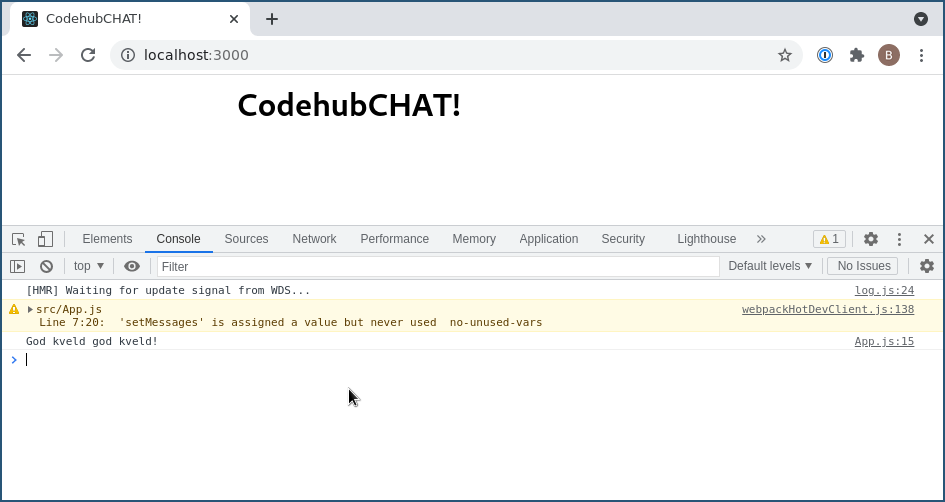 CodehubCHAT!
localhost:3000
B
CodehubCHAT!
Elements Console Sources Network Performance Memory Application Security Lighthouse » 1
top Filter Default levels No Issues
[HMR] Waiting for update signal from WDS... log.js:24
src/App.js webpackHotDevClient.js:138
Line 7:20: 'setMessages' is assigned a value but never used no-unused-vars
God kveld god kveld! App.js:15